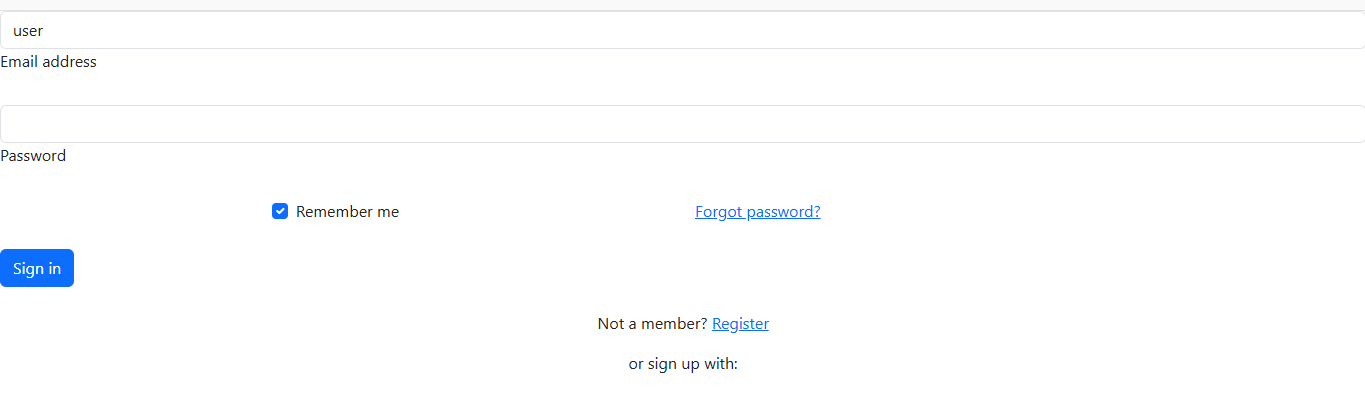 user
Email address
Password
Remember me Forgot password?
Sign in
Not a member? Register
or sign up with: